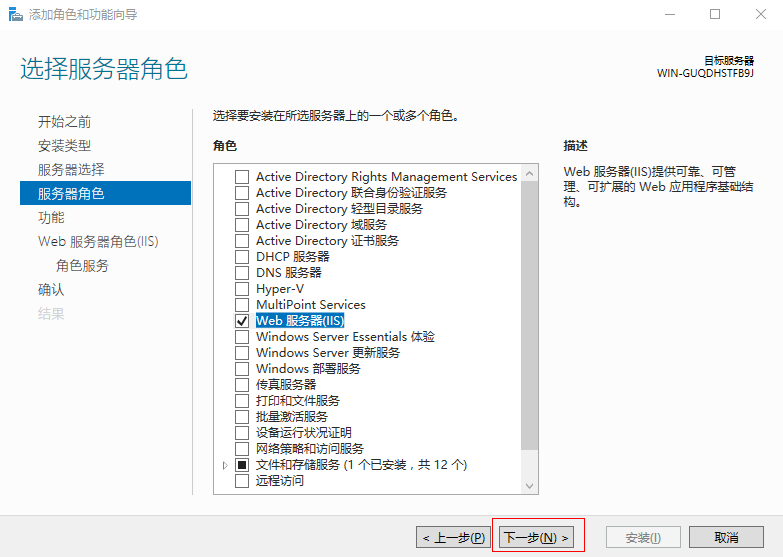 添加角色和功能向导
选择服务器角色
目标服务器
WIN-GUQDHSTFB9J
开始之前
安装类型
服务器选择
服务器角色
功能
Web 服务器角色(IIS)
角色服务
确认
结果
选择要安装在所选服务器上的一个或多个角色。
角色
Active Directory Rights Management Services
Active Directory 联合身份验证服务
Active Directory 轻型目录服务
Active Directory 域服务
Active Directory 证书服务
DHCP 服务器
DNS 服务器
Hyper-V
MultiPoint Services
Web 服务器(IIS)
Windows Server Essentials 体验
Windows Server 更新服务
Windows 部署服务
传真服务器
打印和文件服务
批量激活服务
设备运行状况证明
网络策略和访问服务
文件和存储服务 (1 个已安装，共 12 个)
远程访问
描述
Web 服务器(IIS)提供可靠、可管
理、可扩展的 Web 应用程序基础结
构。
< 上一步(P)
下一步(N) >
安装(I)
取消